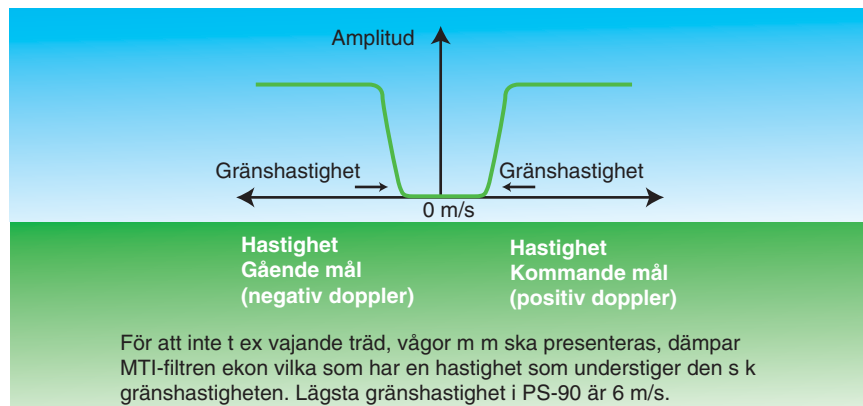 Amplitud
Gränshastighet
Gränshastighet
0 m/s
Hastighet
Gående mål
(negativ doppler)
Hastighet
Kommande mål
(positiv doppler)
För att inte t ex vajande träd, vågor m m ska presenteras, dämpar
MTI-filtren ekon vilka som har en hastighet som understiger den s k
gränshastigheten. Lägsta gränshastighet i PS-90 är 6 m/s.